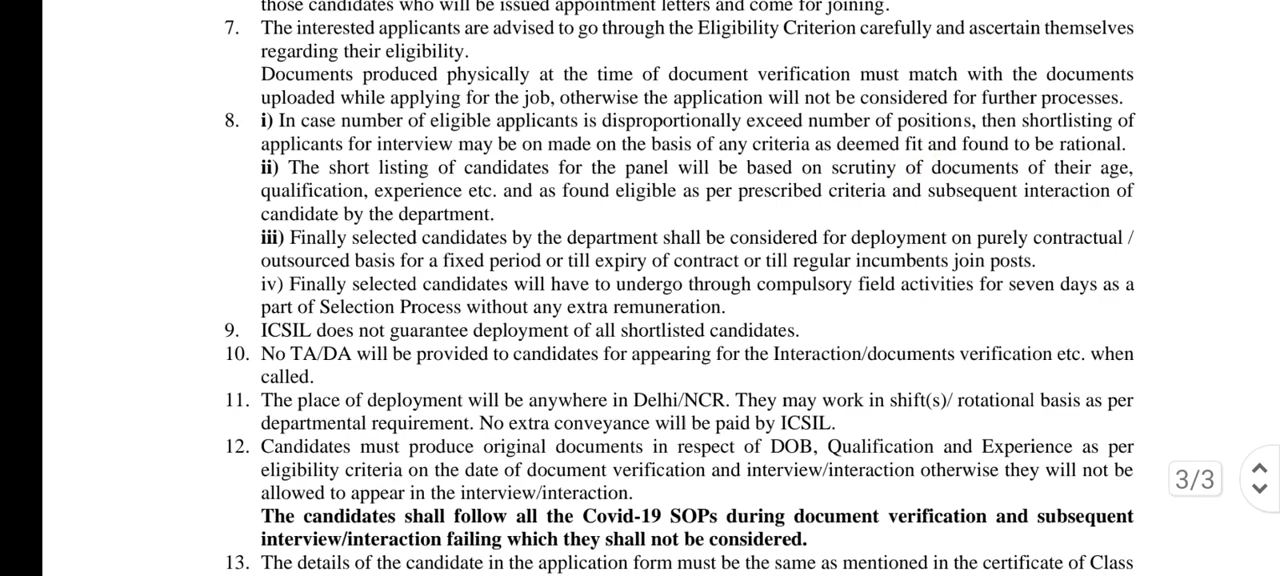 those candidates who will be issued appointment letters and come for joining.
7. The interested applicants are advised to go through the Eligibility Criterion carefully and ascertain themselves
regarding their eligibility.
Documents produced physically at the time of document verification must match with the documents
uploaded while applying for the job, otherwise the application will not be considered for further processes.
8. i) In case number of eligible applicants is disproportionally exceed number of positions, then shortlisting of
applicants for interview may be on made on the basis of any criteria as deemed fit and found to be rational.
ii) The short listing of candidates for the panel will be based on scrutiny of documents of their age,
qualification, experience etc. and as found eligible as per prescribed criteria and subsequent interaction of
candidate by the department.
iii) Finally selected candidates by the department shall be considered for deployment on purely contractual /
outsourced basis for a fixed period or till expiry of contract or till regular incumbents join posts.
iv) Finally selected candidates will have to undergo through compulsory field activities for seven days as a
part of Selection Process without any extra remuneration.
9. ICSIL does not guarantee deployment of all shortlisted candidates.
10. No TA/DA will be provided to candidates for appearing for the Interaction/documents verification etc. when
called.
11. The place of deployment will be anywhere in Delhi/NCR. They may work in shift(s)/ rotational basis as per
departmental requirement. No extra conveyance will be paid by ICSIL.
12. Candidates must produce original documents in respect of DOB, Qualification and Experience as per
eligibility criteria on the date of document verification and interview/interaction otherwise they will not be
allowed to appear in the interview/interaction.
The candidates shall follow all the Covid-19 SOPs during document verification and subsequent
interview/interaction failing which they shall not be considered.
13. The details of the candidate in the application form must be the same as mentioned in the certificate of Class
3/3